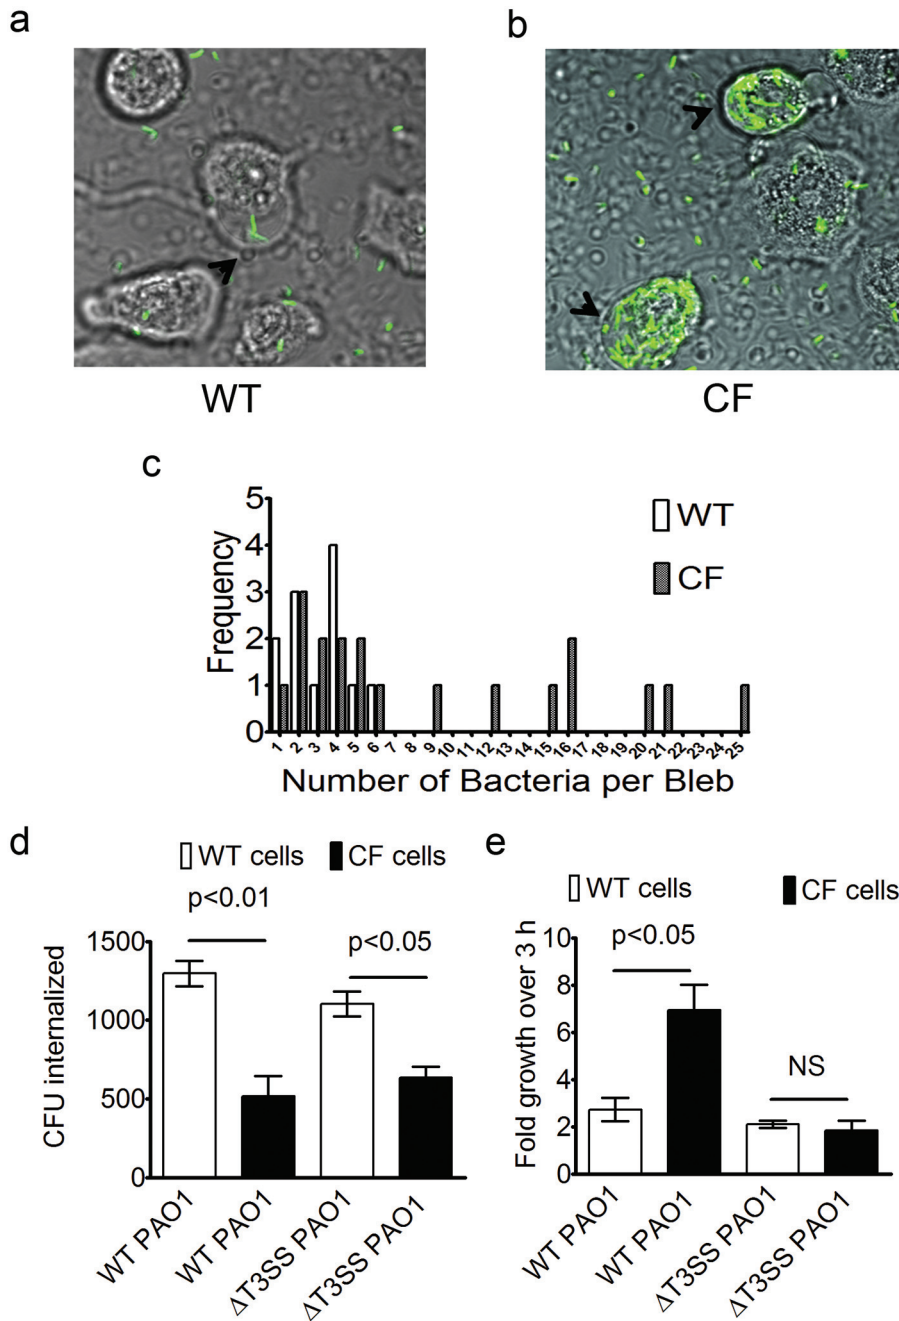 a
b
WT
CF
c
5
4
3
2
1
0
Frequency
WT
CF
1 2 3 4 5 6 7 8 9 10 11 12 13 14 15 16 17 18 19 20 21 22 23 24 25
Number of Bacteria per Bleb
d
WT cells CF cells
p<0.01
p<0.05
1500
1000
500
0
CFU internalized
WT PAO1
WT PAO1
ΔT3SS PAO1
ΔT3SS PAO1
e
WT cells CF cells
p<0.05
NS
10
8
6
4
2
0
Fold growth over 3 h
WT PAO1
WT PAO1
ΔT3SS PAO1
ΔT3SS PAO1